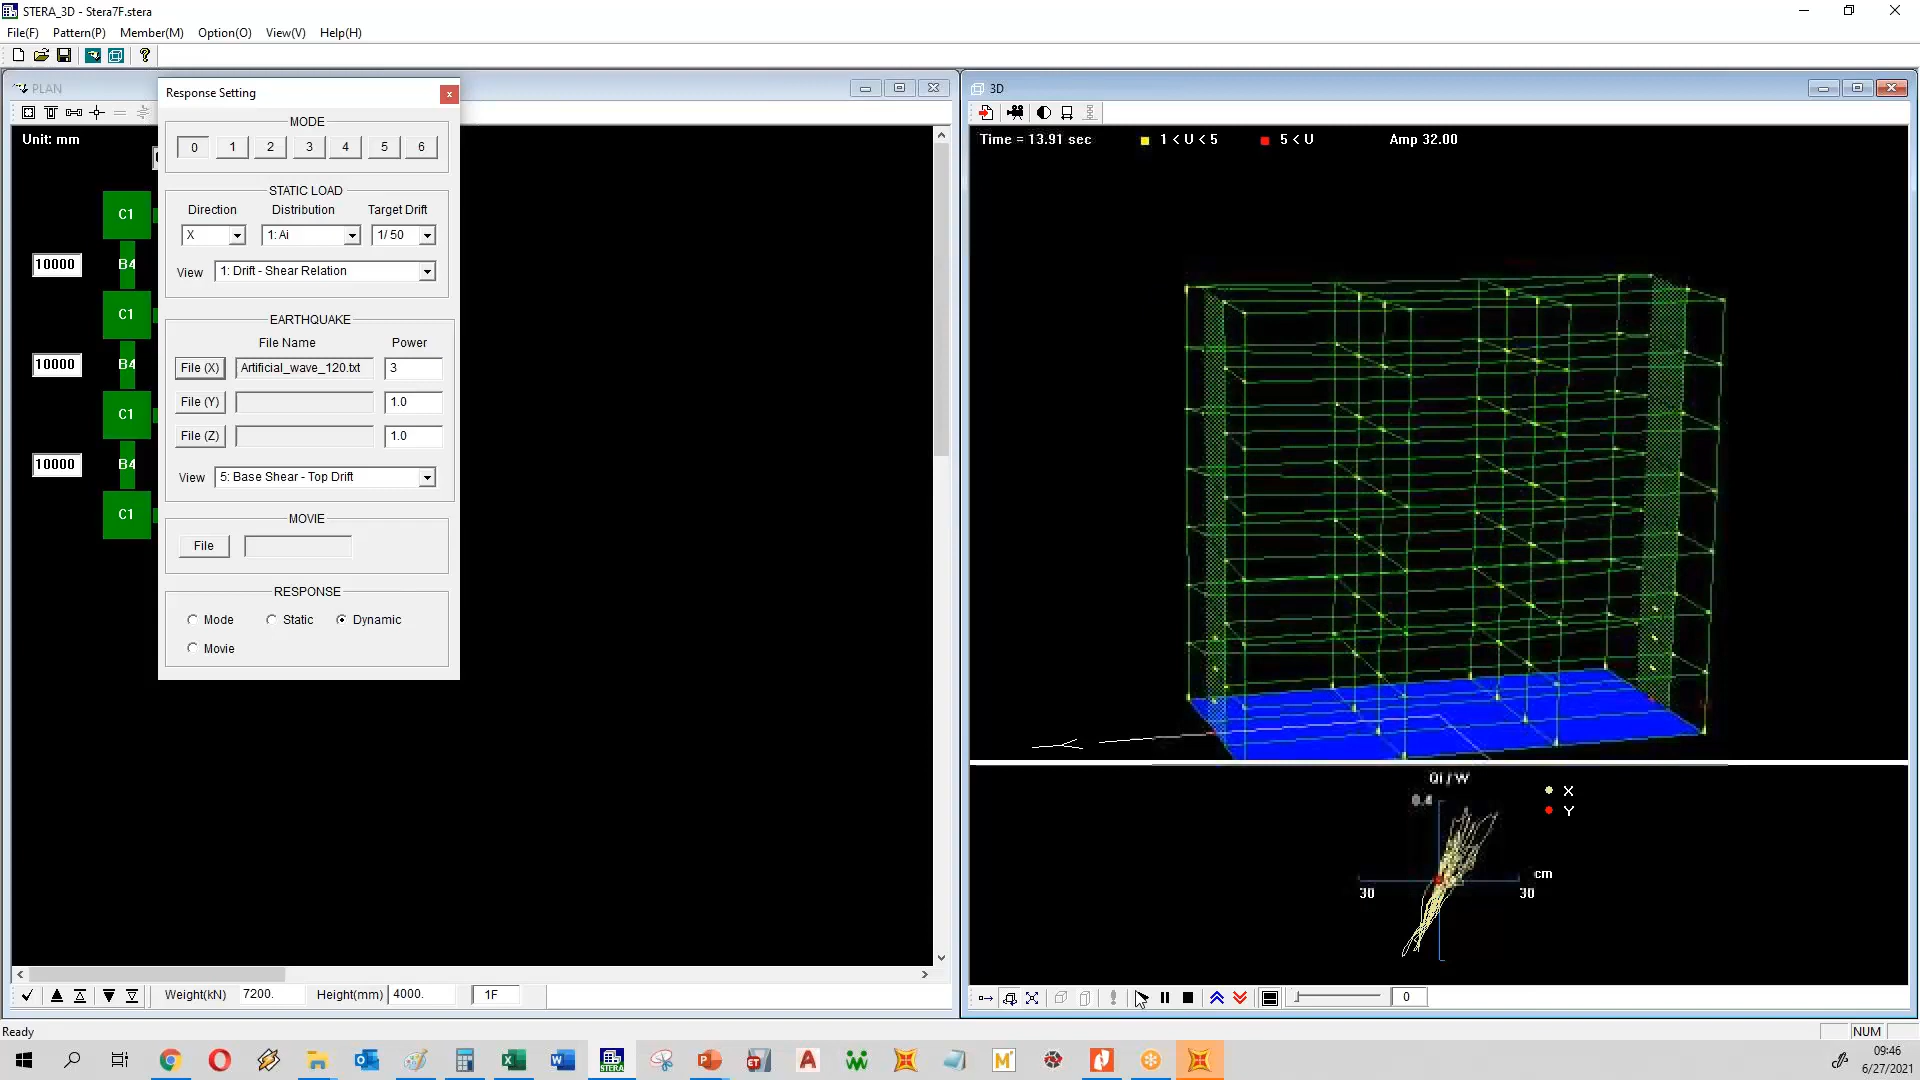 STERA_3D - Stera7F.stera
File(F) Pattern(P) Member(M) Option(O) View(V) Help(H)
PLAN
Unit: mm
C1
10000 B4
C1
10000 B4
C1
10000 B4
C1
Weight(kN) 7200. Height(mm) 4000. 1F
Response Setting
MODE
0 1 2 3 4 5 6
STATIC LOAD
Direction Distribution Target Drift
X 1: Ai 1/ 50
View 1: Drift - Shear Relation
EARTHQUAKE
File Name Power
File (X) Artificial_wave_120.txt 3
File (Y) 1.0
File (Z) 1.0
View 5: Base Shear - Top Drift
MOVIE
File
RESPONSE
Mode Static Dynamic
Movie
3D
Time = 13.91 sec 1 < U < 5 5 < U Amp 32.00
0.4
X
Y
cm
30 30
0
Ready
NUM
STERA
09:46
6/27/2021